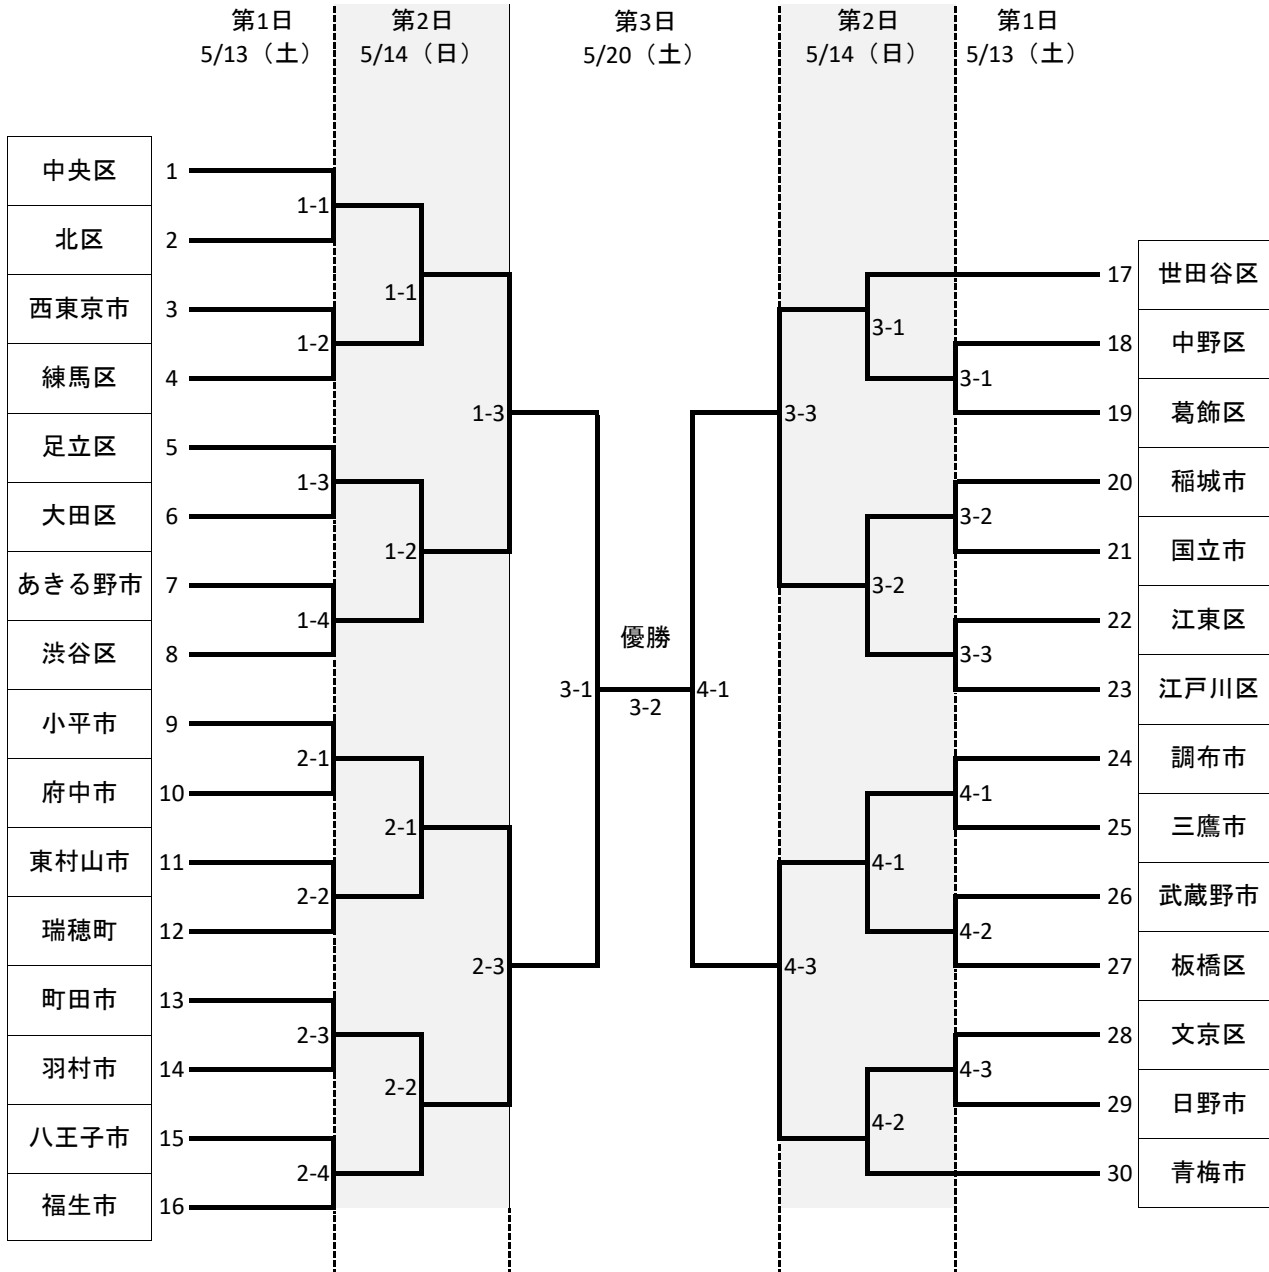 第1日
5/13（土）
第2日
5/14（日）
第3日
5/20（土）
第2日
5/14（日）
第1日
5/13（土）
中央区 1
1-1
北区 2
西東京市 3
1-2
練馬区 4
1-1
足立区 5
1-3
大田区 6
あきる野市 7
1-4
渋谷区 8
1-2
1-3
小平市 9
2-1
府中市 10
東村山市 11
2-2
瑞穂町 12
2-1
町田市 13
2-3
羽村市 14
八王子市 15
2-4
福生市 16
2-2
2-3
3-1
優勝
3-2
4-1
3-3
3-1
17 世田谷区
18 中野区
3-1
19 葛飾区
3-2
20 稲城市
3-2
21 国立市
22 江東区
3-3
23 江戸川区
4-3
4-1
24 調布市
4-1
25 三鷹市
26 武蔵野市
4-2
27 板橋区
4-2
28 文京区
4-3
29 日野市
30 青梅市